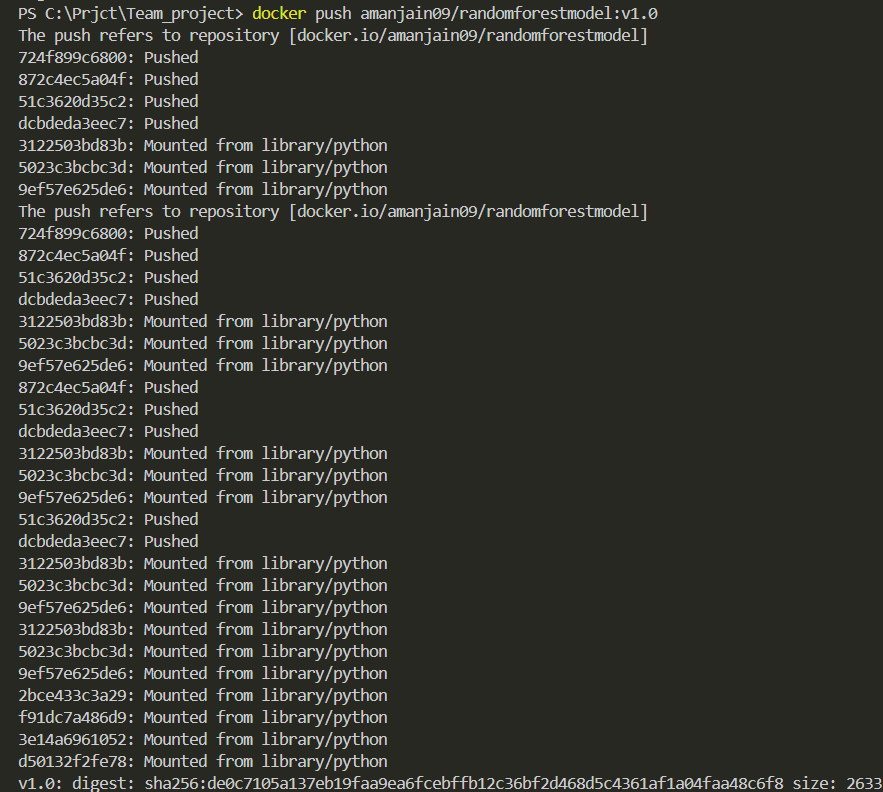 PS C:\Prjct\Team_project> docker push amanjain09/randomforestmodel:v1.0
The push refers to repository [docker.io/amanjain09/randomforestmodel]
724f899c6800: Pushed
872c4ec5a04f: Pushed
51c3620d35c2: Pushed
dcbdeda3eec7: Pushed
3122503bd83b: Mounted from library/python
5023c3bcbc3d: Mounted from library/python
9ef57e625de6: Mounted from library/python
The push refers to repository [docker.io/amanjain09/randomforestmodel]
724f899c6800: Pushed
872c4ec5a04f: Pushed
51c3620d35c2: Pushed
dcbdeda3eec7: Pushed
3122503bd83b: Mounted from library/python
5023c3bcbc3d: Mounted from library/python
9ef57e625de6: Mounted from library/python
872c4ec5a04f: Pushed
51c3620d35c2: Pushed
dcbdeda3eec7: Pushed
3122503bd83b: Mounted from library/python
5023c3bcbc3d: Mounted from library/python
9ef57e625de6: Mounted from library/python
51c3620d35c2: Pushed
dcbdeda3eec7: Pushed
3122503bd83b: Mounted from library/python
5023c3bcbc3d: Mounted from library/python
9ef57e625de6: Mounted from library/python
3122503bd83b: Mounted from library/python
5023c3bcbc3d: Mounted from library/python
9ef57e625de6: Mounted from library/python
2bce433c3a29: Mounted from library/python
f91dc7a486d9: Mounted from library/python
3e14a6961052: Mounted from library/python
d50132f2fe78: Mounted from library/python
v1.0: digest: sha256:de0c7105a137eb19faa9ea6fcebffb12c36bf2d468d5c4361af1a04faa48c6f8 size: 2633